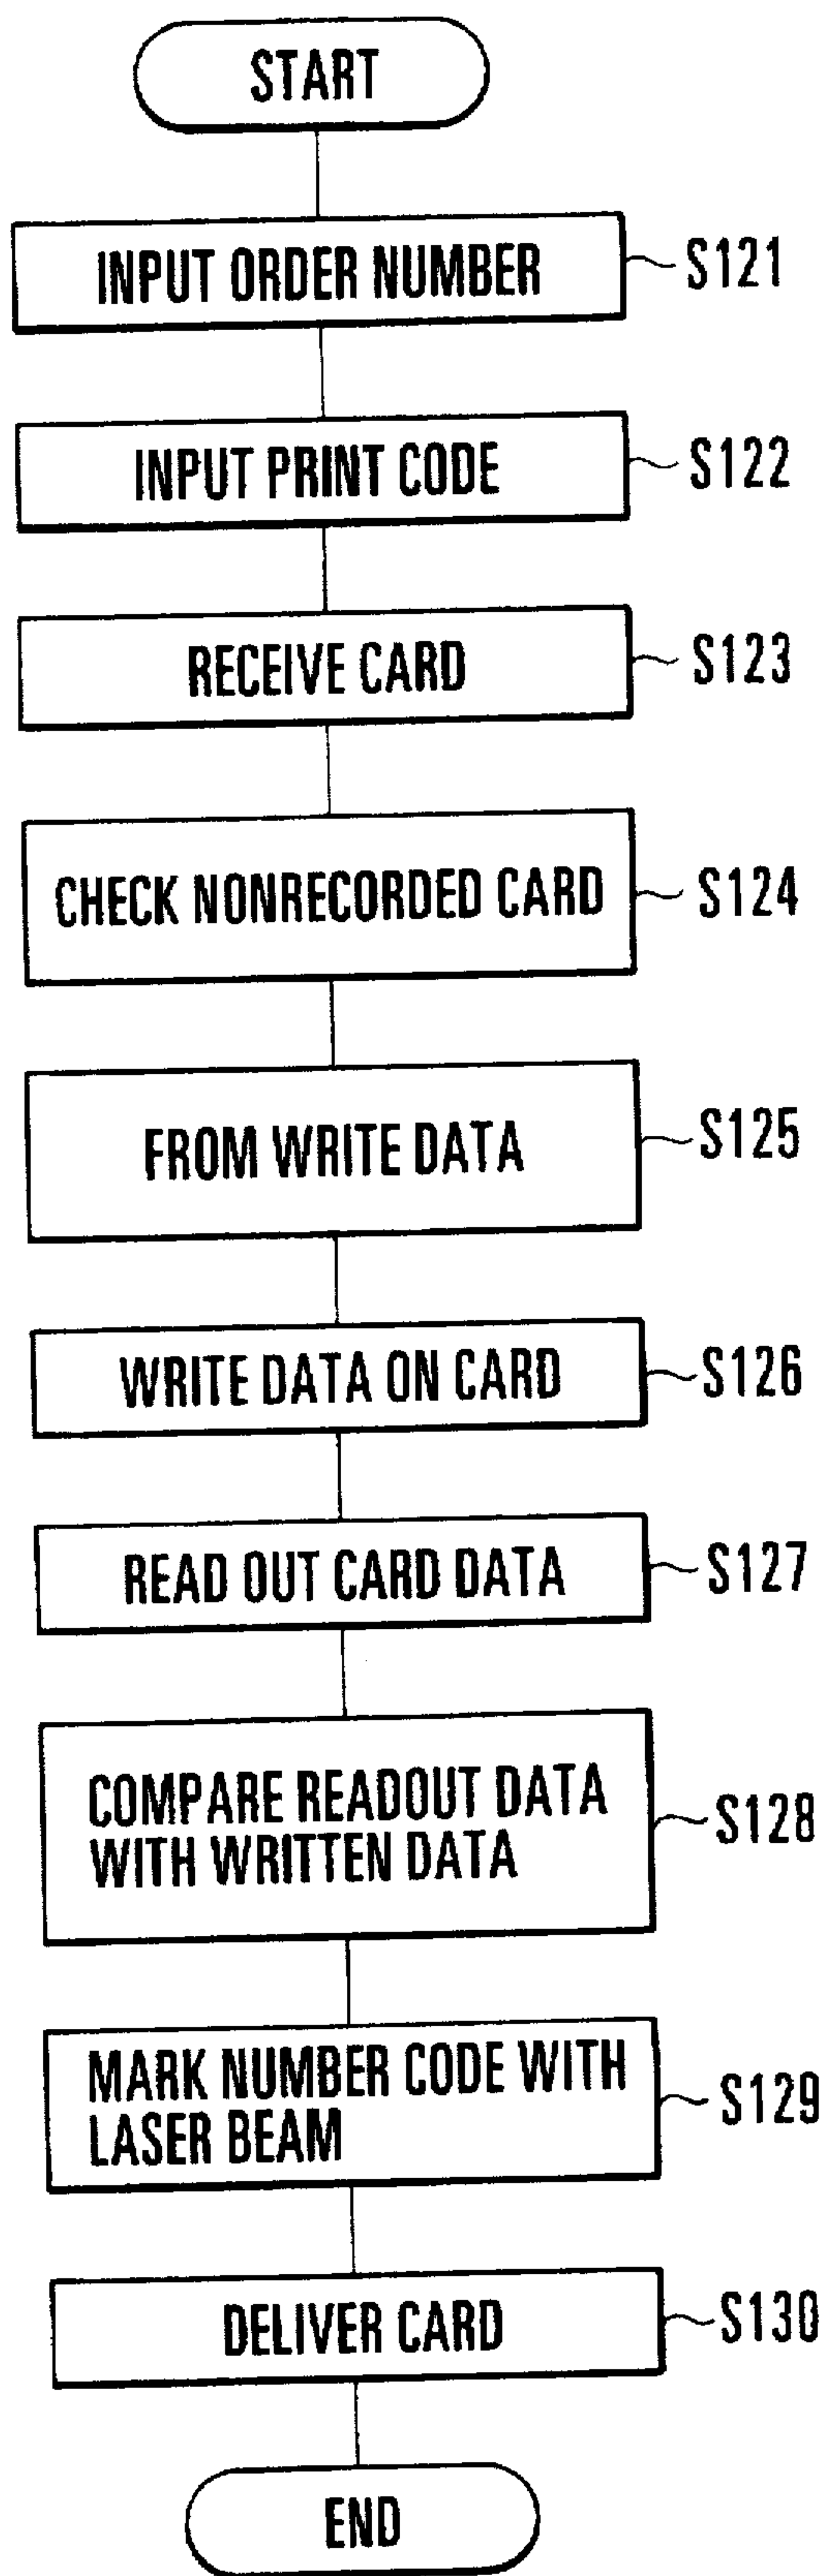 START
INPUT ORDER NUMBER S121
INPUT PRINT CODE S122
RECEIVE CARD S123
CHECK NONRECORDED CARD S124
FROM WRITE DATA S125
WRITE DATA ON CARD S126
READ OUT CARD DATA S127
COMPARE READOUT DATA
WITH WRITTEN DATA
S128
MARK NUMBER CODE WITH
LASER BEAM
S129
DELIVER CARD S130
END